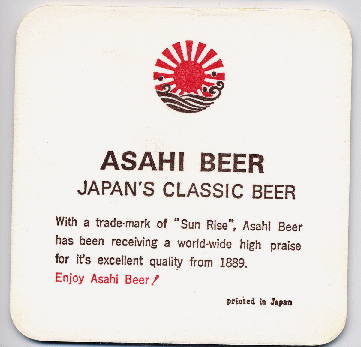 ASAHI BEER
JAPAN'S CLASSIC BEER
With a trade-mark of "Sun Rise", Asahi Beer
has been receiving a world-wide high praise
for it's excellent quality from 1889.
Enjoy Asahi Beer!
printed in Japan